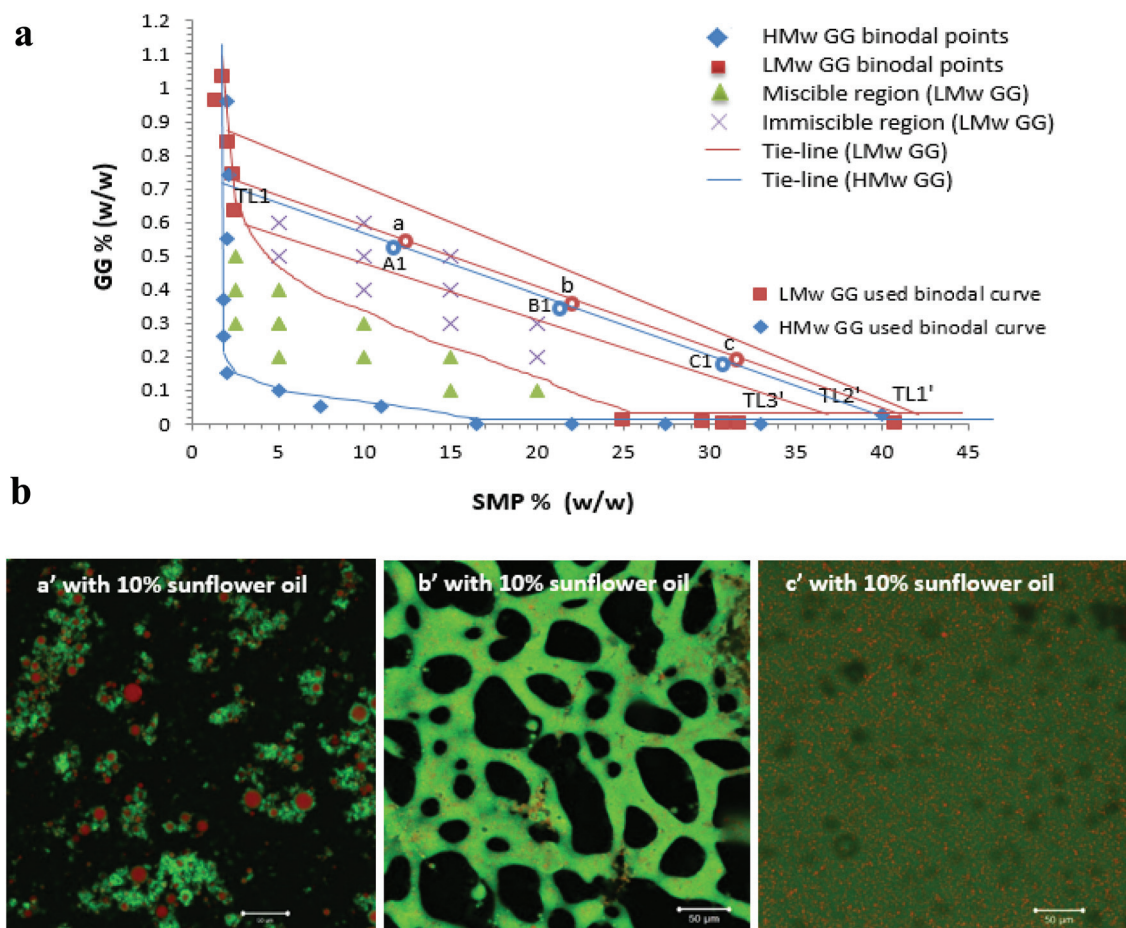 a
1.2
1.1
1
0.9
0.8
0.7
0.6
0.5
0.4
0.3
0.2
0.1
0
GG % (w/w)
0 5 10 15 20 25 30 35 40 45
SMP % (w/w)
HMw GG binodal points
LMw GG binodal points
Miscible region (LMw GG)
Immiscible region (LMw GG)
Tie-line (LMw GG)
Tie-line (HMw GG)
LMw GG used binodal curve
HMw GG used binodal curve
TL1
a
A1
b
B1
c
C1
TL3'
TL2'
TL1'
b
a’ with 10% sunflower oil
b’ with 10% sunflower oil
c’ with 10% sunflower oil
50 µm
50 µm